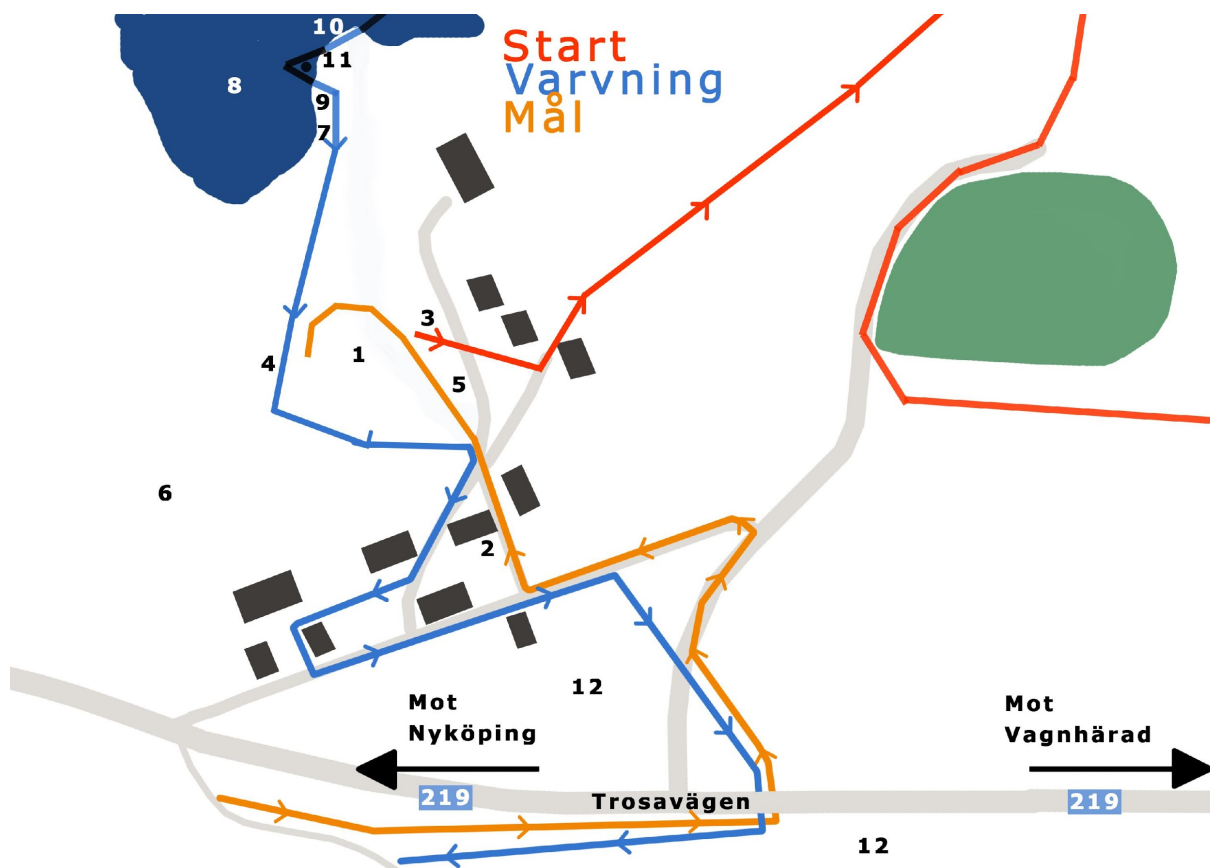 10
Start
11
8
Varvning
9
Mål
7
3
1
4
5
6
2
12
Mot
Nyköping
Mot
Vagnhärad
219
Trosavägen
219
12